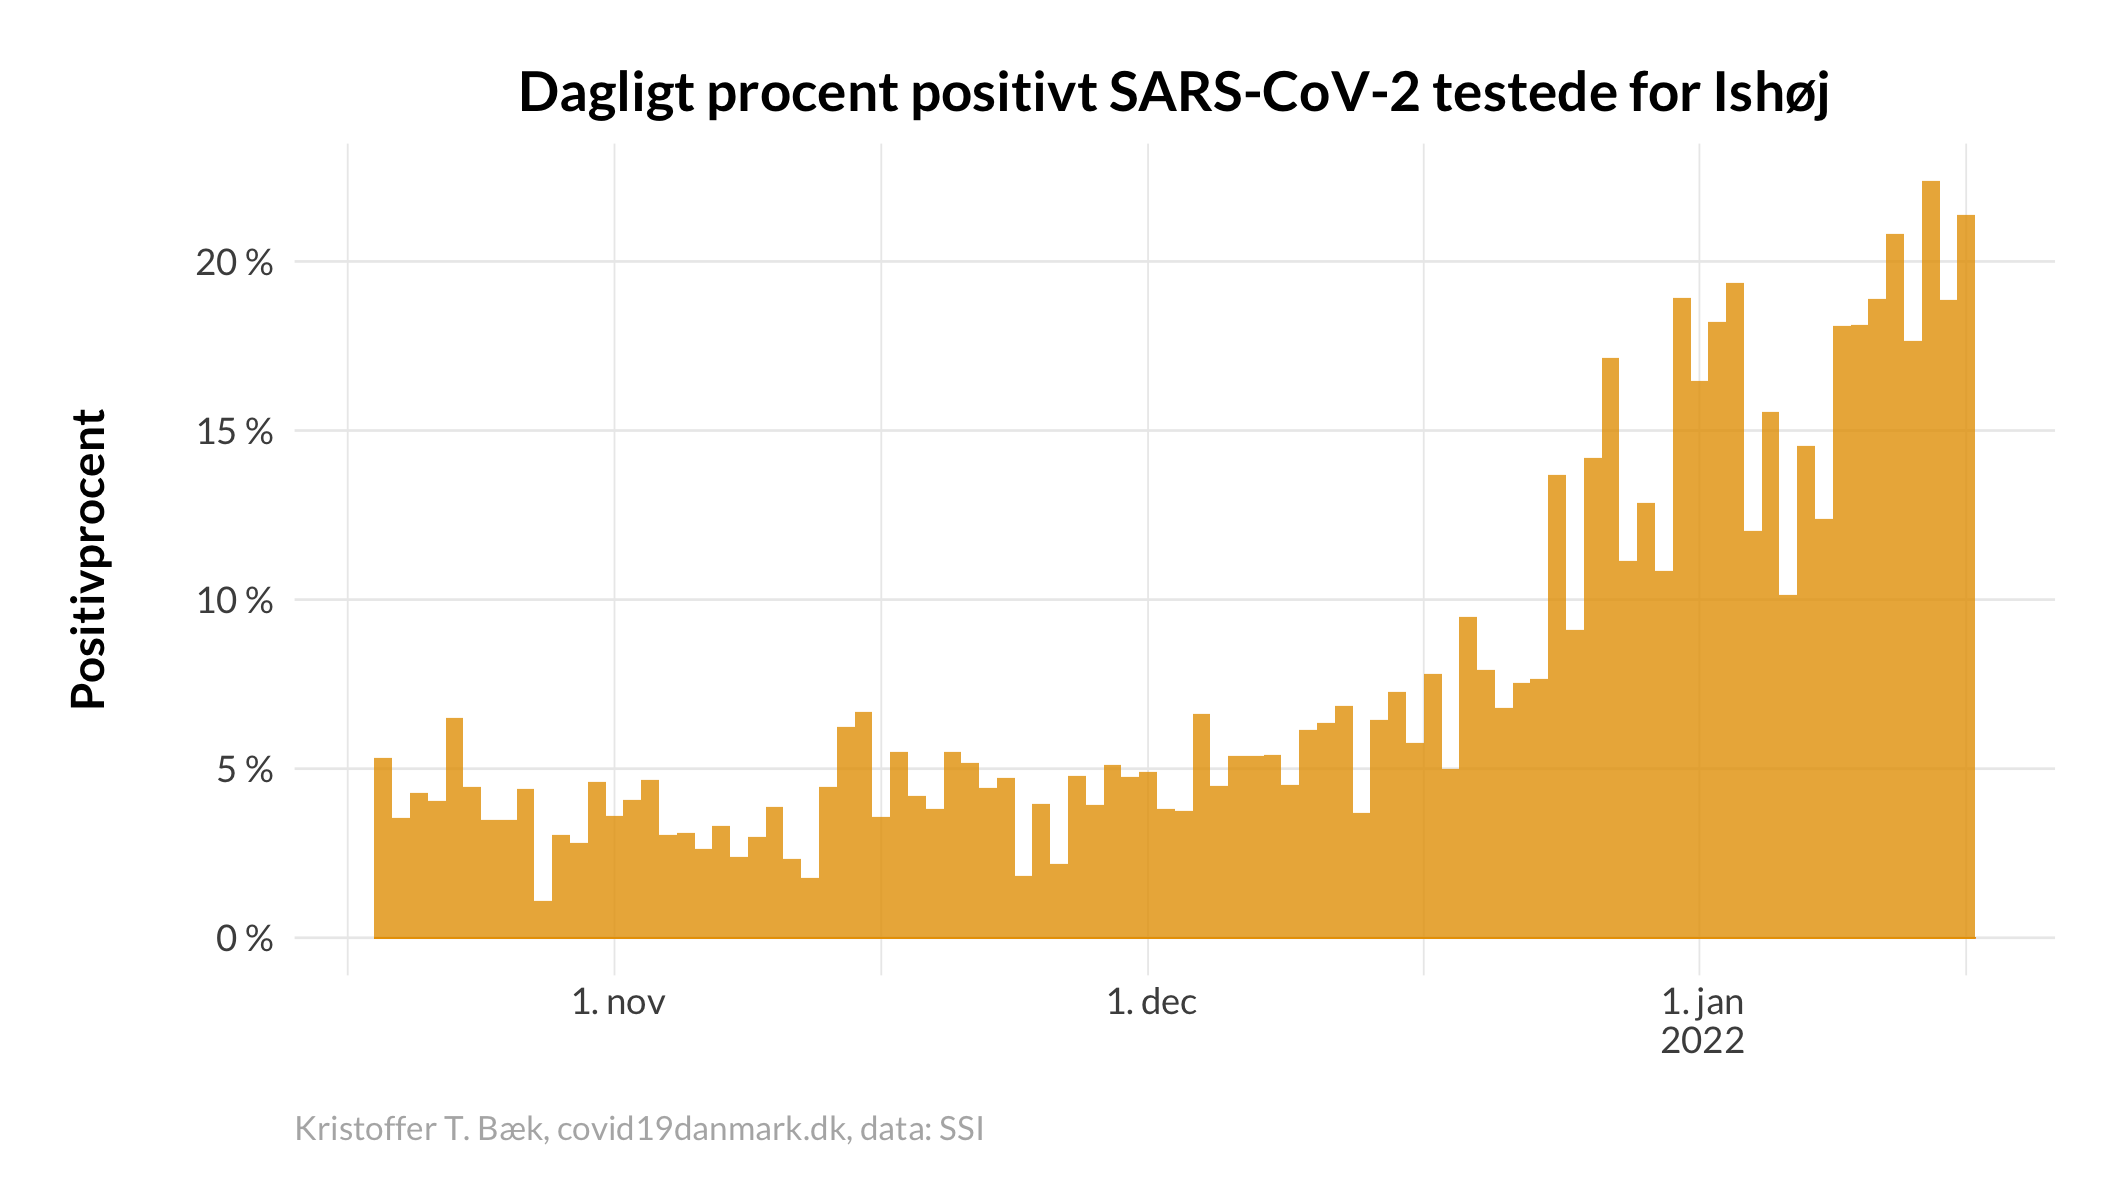 Dagligt procent positivt SARS-CoV-2 testede for Ishøj
Positivprocent
20 %
15 %
10 %
5 %
0 %
1. nov
1. dec
1. jan
2022
Kristoffer T. Bæk, covid19danmark.dk, data: SSI